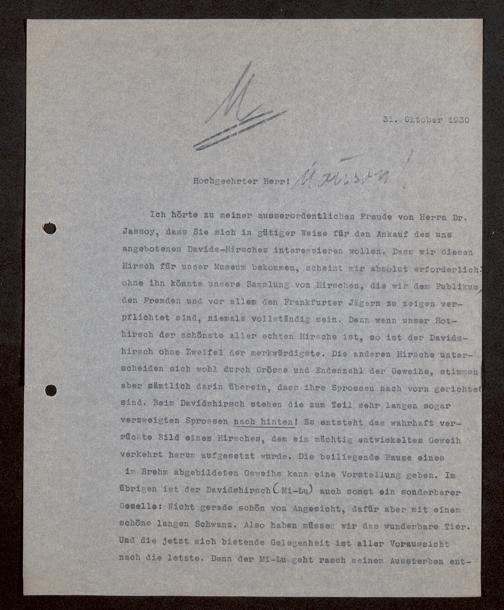 M
31. Oktober 1930
Hochgeehrter Herr!
Ich hörte zu meiner ausserordentlichen Freude von Herrn Dr.
Jassoy, dass Sie sich in gütiger Weise für den Ankauf des uns
angebotenen Davids-Hirsches interessieren wollen. Dass wir diesen
Hirsch für unser Museum bekommen, scheint mir absolut erforderlich
ohne ihn könnte unsere Sammlung von Hirschen, die wir dem Publikum,
den Fremden und vor allem den Frankfurter Jägern zu zeigen ver-
pflichtet sind, niemals vollständig sein. Denn wenn unser Rot-
hirsch der schönste aller echten Hirsche ist, so ist der Davids-
hirsch ohne Zweifel der merkwürdigste. Die anderen Hirsche unter-
scheiden sich wohl durch Grösse und Endenzahl der Geweihe, stimmen
aber sämtlich darin überein, dass ihre Sprossen nach vorn gerichtet
sind. Beim Davidshirsch stehen die zum Teil sehr langen sogar
verzweigten Sprossen nach hinten! So entsteht das wahrhaft ver-
rückte Bild eines Hirsches, dem ein mächtig entwickeltes Geweih
verkehrt herum aufgesetzt wurde. Die beiliegende Pause eines
im Brehm abgebildeten Geweihs kann eine Vorstellung geben. Im
übrigen ist der Davidshirsch (Mi-Lu) auch sonst ein sonderbarer
Geselle: Nicht gerade schön von Angesicht, dafür aber mit einem
schöne langen Schwanz. Also haben müssen wir das wunderbare Tier.
Und die jetzt sich bietende Gelegenheit ist aller Voraussicht
nach die letzte. Denn der Mi-Lu geht rasch seinem Aussterben ent-